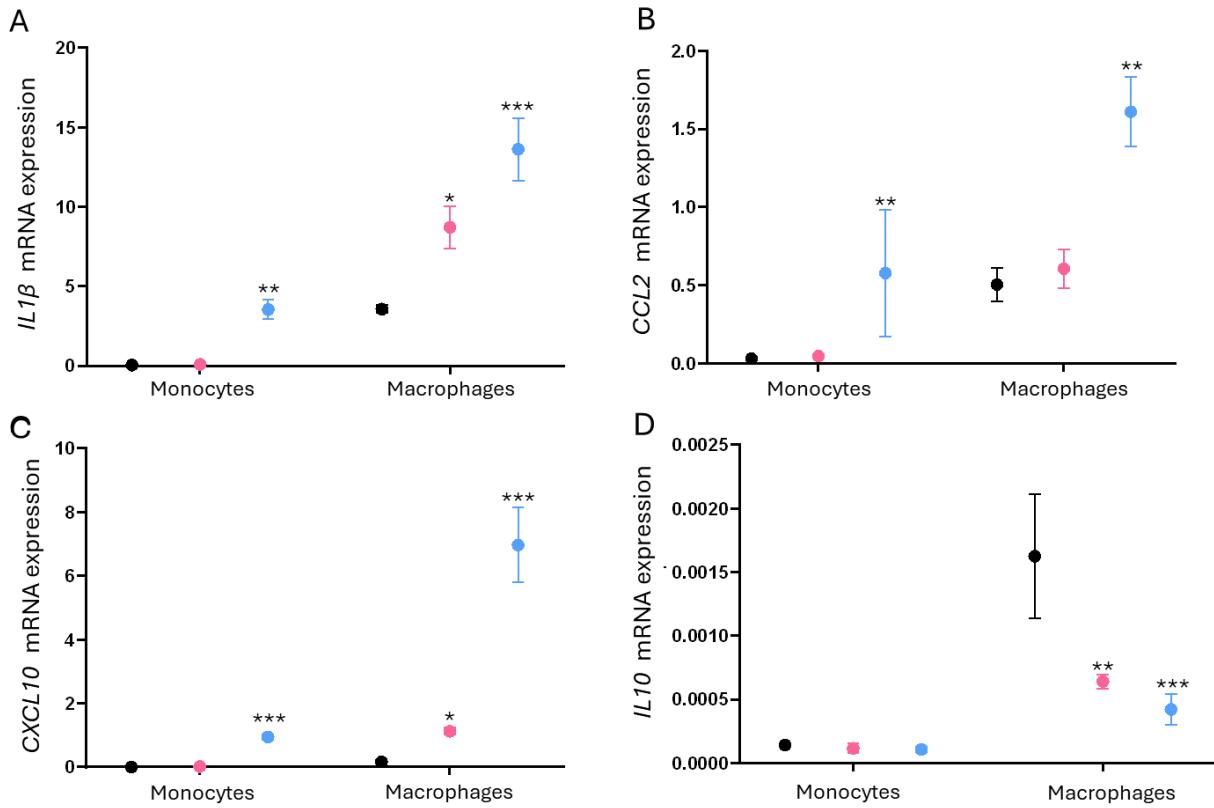 A
IL1β mRNA expression
20
15
10
5
0
**
*
***
Monocytes
Macrophages
B
CCL2 mRNA expression
2.0
1.5
1.0
0.5
0.0
**
**
Monocytes
Macrophages
C
CXCL10 mRNA expression
10
8
6
4
2
0
***
*
***
Monocytes
Macrophages
D
IL10 mRNA expression
0.0025
0.0020
0.0015
0.0010
0.0005
0.0000
**
***
Monocytes
Macrophages